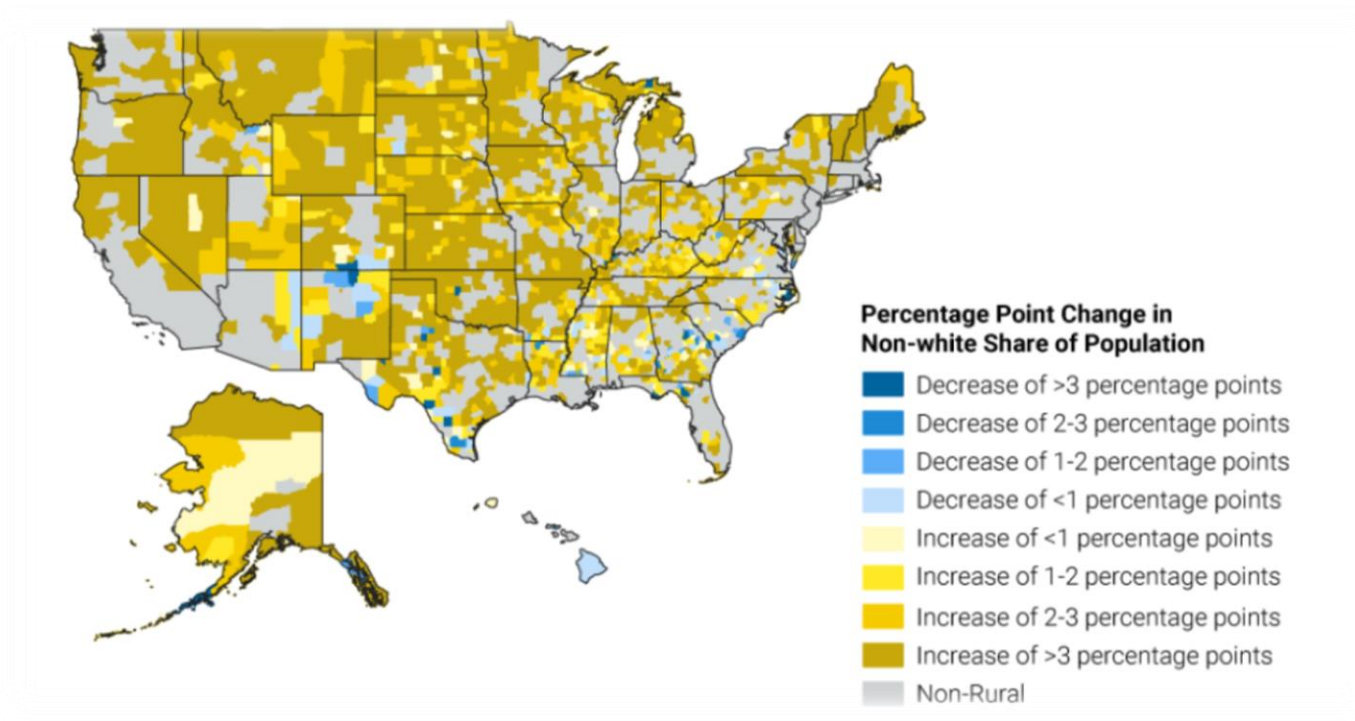 Percentage Point Change in
Non-white Share of Population
Decrease of >3 percentage points
Decrease of 2-3 percentage points
Decrease of 1-2 percentage points
Decrease of <1 percentage points
Increase of <1 percentage points
Increase of 1-2 percentage points
Increase of 2-3 percentage points
Increase of >3 percentage points
Non-Rural